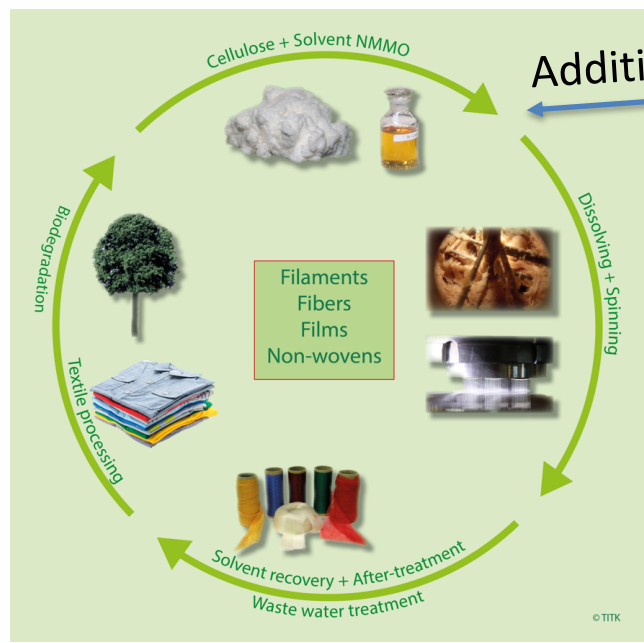 Cellulose + Solvent NMMO
Dissolving + Spinning
Filaments
Fibers
Films
Non-wovens
Solvent recovery + After-treatment
Waste water treatment
Textile processing
Biodegradation
© TITK